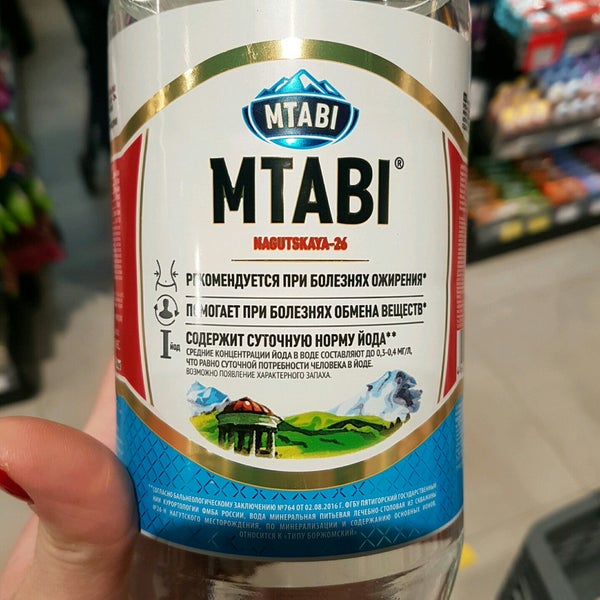 MTABI
MTABI®
NAGUTSKAYA-26
РЕКОМЕНДУЕТСЯ ПРИ БОЛЕЗНЯХ ОЖИРЕНИЯ*
ПОМОГАЕТ ПРИ БОЛЕЗНЯХ ОБМЕНА ВЕЩЕСТВ*
I йод
СОДЕРЖИТ СУТОЧНУЮ НОРМУ ЙОДА**
СРЕДНИЕ КОНЦЕНТРАЦИИ ЙОДА В ВОДЕ СОСТАВЛЯЮТ ДО 0,3-0,4 МГ/Л,
ЧТО РАВНО СУТОЧНОЙ ПОТРЕБНОСТИ ЧЕЛОВЕКА В ЙОДЕ.
ВОЗМОЖНО ПОЯВЛЕНИЕ ХАРАКТЕРНОГО ЗАПАХА.
*СОГЛАСНО БАЛЬНЕОЛОГИЧЕСКОМУ ЗАКЛЮЧЕНИЮ №764 ОТ 02.08.2016 Г. ФГБУ ПЯТИГОРСКИЙ ГОСУДАРСТВЕННЫЙ
НИИ КУРОРТОЛОГИИ ФМБА РОССИИ. ВОДА МИНЕРАЛЬНАЯ ПИТЬЕВАЯ ЛЕЧЕБНО-СТОЛОВАЯ ИЗ СКВАЖИНЫ
№26-Н НАГУТСКОГО МЕСТОРОЖДЕНИЯ, ПО МИНЕРАЛИЗАЦИИ И СОДЕРЖАНИЮ ОСНОВНЫХ ИОНОВ
ОТНОСИТСЯ К «ТИПУ БОРЖОМСКИЙ»